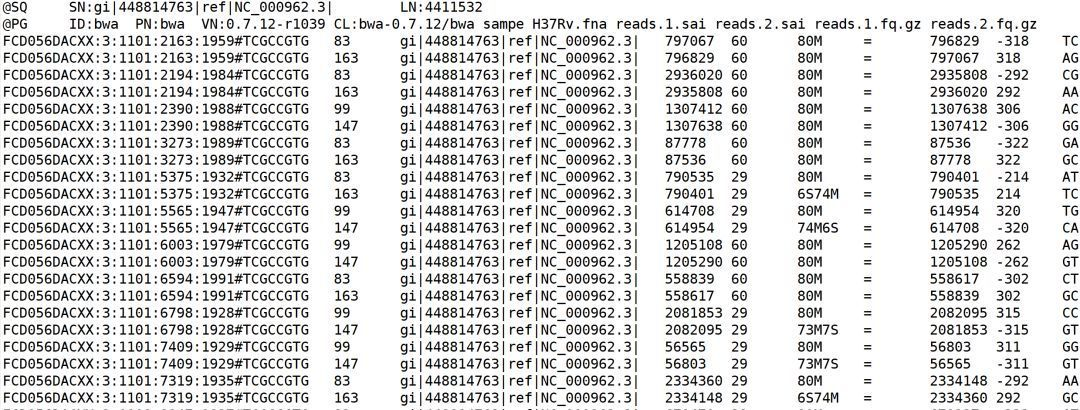 @SQ SN:gi|448814763|ref|NC_000962.3| LN:4411532
@PG ID:bwa PN:bwa VN:0.7.12-r1039 CL:bwa-0.7.12/bwa sampe H37Rv.fna reads.1.sai reads.2.sai reads.1.fq.gz reads.2.fq.gz
FCD056DACXX:3:1101:2163:1959#TCGCCGTG 83 gi|448814763|ref|NC_000962.3| 797067 60 80M = 796829 -318 TC
FCD056DACXX:3:1101:2163:1959#TCGCCGTG 163 gi|448814763|ref|NC_000962.3| 796829 60 80M = 797067 318 AG
FCD056DACXX:3:1101:2194:1984#TCGCCGTG 83 gi|448814763|ref|NC_000962.3| 2936020 60 80M = 2935808 -292 CG
FCD056DACXX:3:1101:2194:1984#TCGCCGTG 163 gi|448814763|ref|NC_000962.3| 2935808 60 80M = 2936020 292 AA
FCD056DACXX:3:1101:2390:1988#TCGCCGTG 99 gi|448814763|ref|NC_000962.3| 1307412 60 80M = 1307638 306 AC
FCD056DACXX:3:1101:2390:1988#TCGCCGTG 147 gi|448814763|ref|NC_000962.3| 1307638 60 80M = 1307412 -306 GG
FCD056DACXX:3:1101:3273:1989#TCGCCGTG 83 gi|448814763|ref|NC_000962.3| 87778 60 80M = 87536 -322 GA
FCD056DACXX:3:1101:3273:1989#TCGCCGTG 163 gi|448814763|ref|NC_000962.3| 87536 60 80M = 87778 322 GC
FCD056DACXX:3:1101:5375:1932#TCGCCGTG 83 gi|448814763|ref|NC_000962.3| 790535 29 80M = 790401 -214 AT
FCD056DACXX:3:1101:5375:1932#TCGCCGTG 163 gi|448814763|ref|NC_000962.3| 790401 29 6S74M = 790535 214 TC
FCD056DACXX:3:1101:5565:1947#TCGCCGTG 99 gi|448814763|ref|NC_000962.3| 614708 29 80M = 614954 320 TG
FCD056DACXX:3:1101:5565:1947#TCGCCGTG 147 gi|448814763|ref|NC_000962.3| 614954 29 74M6S = 614708 -320 CA
FCD056DACXX:3:1101:6003:1979#TCGCCGTG 99 gi|448814763|ref|NC_000962.3| 1205108 60 80M = 1205290 262 AG
FCD056DACXX:3:1101:6003:1979#TCGCCGTG 147 gi|448814763|ref|NC_000962.3| 1205290 60 80M = 1205108 -262 GT
FCD056DACXX:3:1101:6594:1991#TCGCCGTG 83 gi|448814763|ref|NC_000962.3| 558839 60 80M = 558617 -302 CT
FCD056DACXX:3:1101:6594:1991#TCGCCGTG 163 gi|448814763|ref|NC_000962.3| 558617 60 80M = 558839 302 GC
FCD056DACXX:3:1101:6798:1928#TCGCCGTG 99 gi|448814763|ref|NC_000962.3| 2081853 29 80M = 2082095 315 CC
FCD056DACXX:3:1101:6798:1928#TCGCCGTG 147 gi|448814763|ref|NC_000962.3| 2082095 29 73M7S = 2081853 -315 GT
FCD056DACXX:3:1101:7409:1929#TCGCCGTG 99 gi|448814763|ref|NC_000962.3| 56565 29 80M = 56803 311 GG
FCD056DACXX:3:1101:7409:1929#TCGCCGTG 147 gi|448814763|ref|NC_000962.3| 56803 29 73M7S = 56565 -311 GT
FCD056DACXX:3:1101:7319:1935#TCGCCGTG 83 gi|448814763|ref|NC_000962.3| 2334360 29 80M = 2334148 -292 AA
FCD056DACXX:3:1101:7319:1935#TCGCCGTG 163 gi|448814763|ref|NC_000962.3| 2334148 29 6S74M = 2334360 292 GC